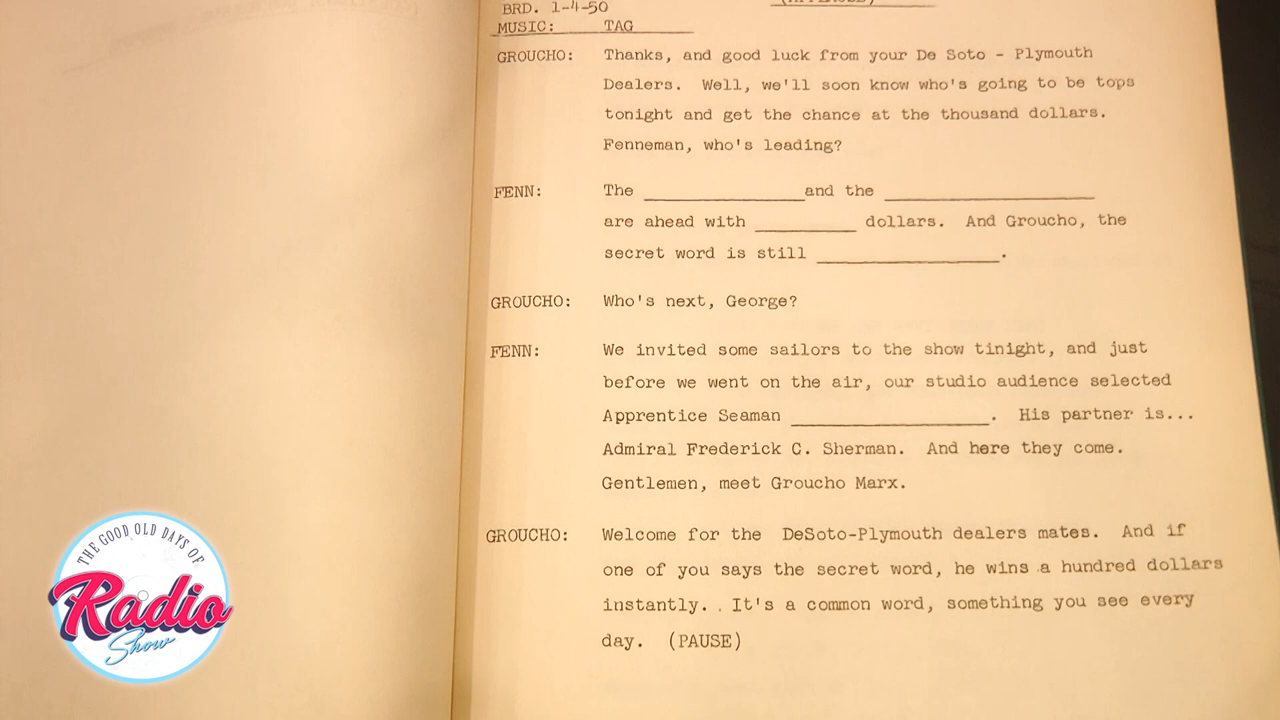 BRD. 1-4-50
MUSIC: TAG
GROUCHO: Thanks, and good luck from your De Soto - Plymouth
Dealers. Well, we'll soon know who's going to be tops
tonight and get the chance at the thousand dollars.
Fenneman, who's leading?
FENN: The ____________ and the ____________
are ahead with ________ dollars. And Groucho, the
secret word is still ____________.
GROUCHO: Who's next, George?
FENN: We invited some sailors to the show tinight, and just
before we went on the air, our studio audience selected
Apprentice Seaman ____________. His partner is...
Admiral Frederick C. Sherman. And here they come.
Gentlemen, meet Groucho Marx.
GROUCHO: Welcome for the DeSoto-Plymouth dealers mates. And if
one of you says the secret word, he wins a hundred dollars
instantly. It's a common word, something you see every
day. (PAUSE)
THE GOOD OLD DAYS OF
Radio
Show